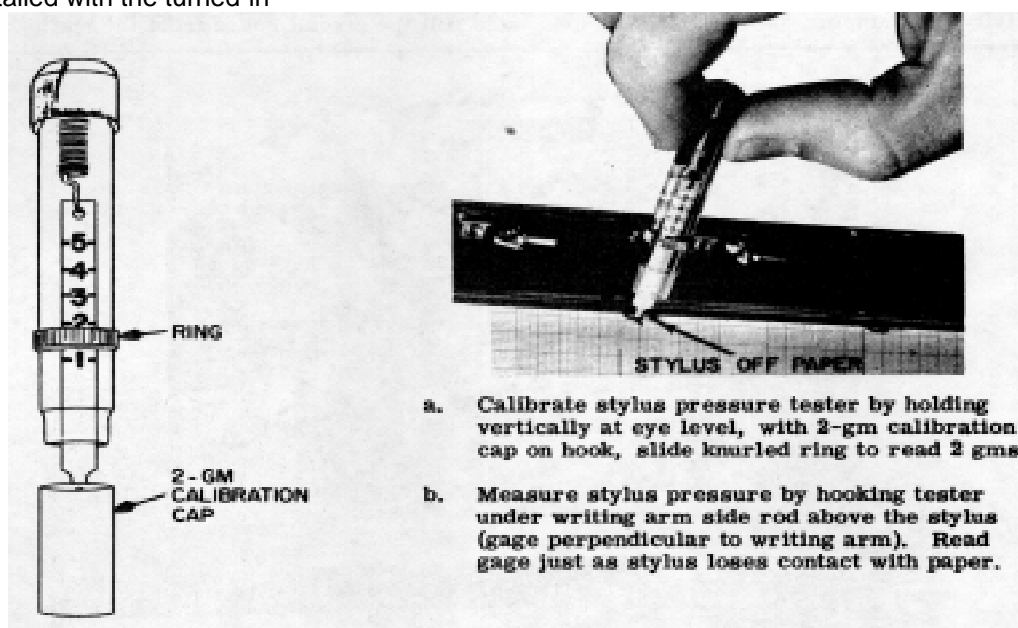 talled with the turned in
5
4
3
2
1
RING
2-GM
CALIBRATION
CAP
STYLUS OFF PAPER
a. Calibrate stylus pressure tester by holding
vertically at eye level, with 2-gm calibration
cap on hook, slide knurled ring to read 2 gms
b. Measure stylus pressure by hooking tester
under writing arm side rod above the stylus
(gage perpendicular to writing arm). Read
gage just as stylus loses contact with paper.